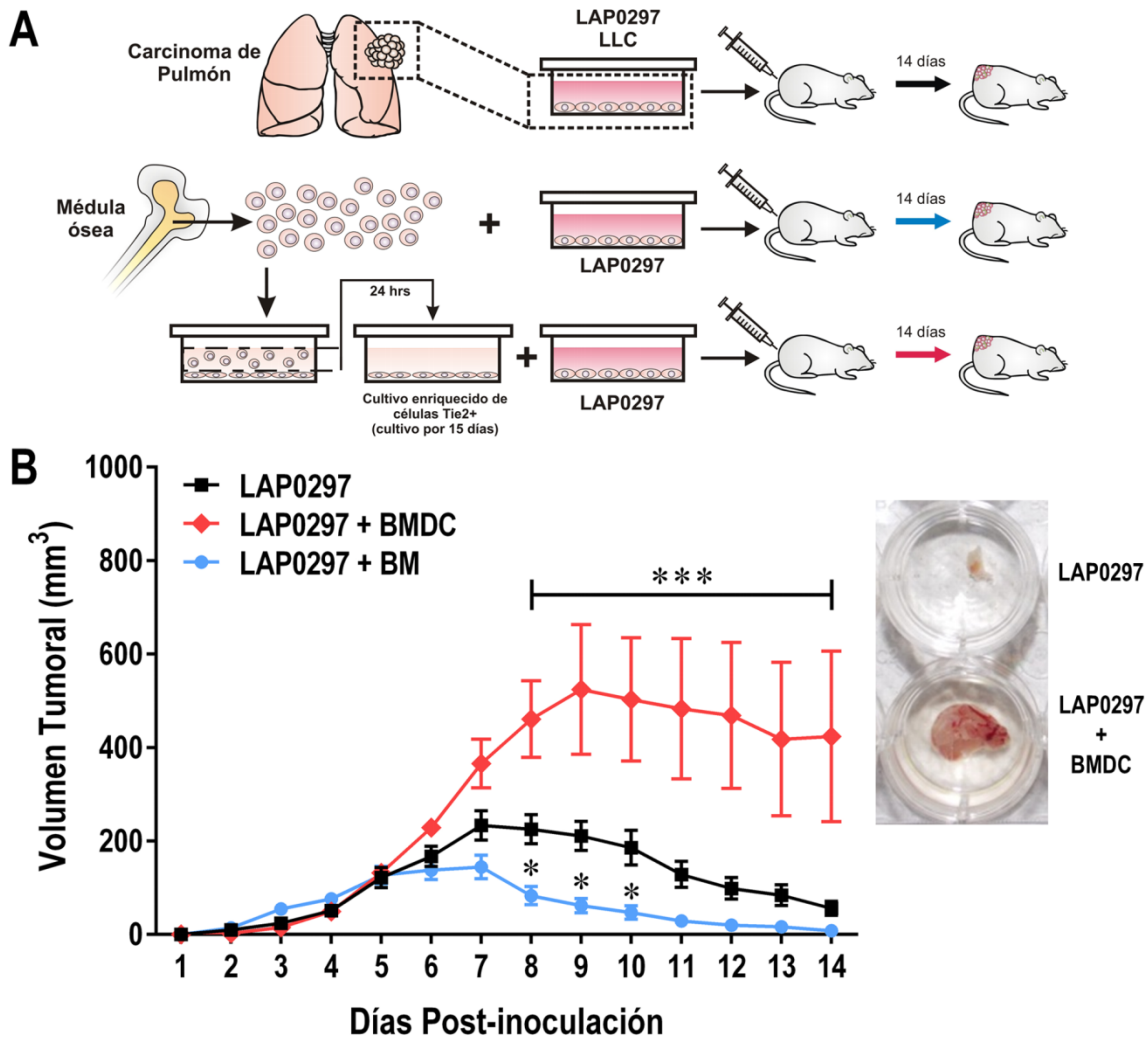 A
Carcinoma de
Pulmón
LAP0297
LLC
14 días
Médula
ósea
+
LAP0297
14 días
24 hrs
+
Cultivo enriquecido de
células Tie2+
(cultivo por 15 días)
LAP0297
14 días
B
1000
800
600
400
200
0
Volumen Tumoral (mm³)
LAP0297
LAP0297 + BMDC
LAP0297 + BM
***
* * *
1 2 3 4 5 6 7 8 9 10 11 12 13 14
Días Post-inoculación
LAP0297
LAP0297
+
BMDC